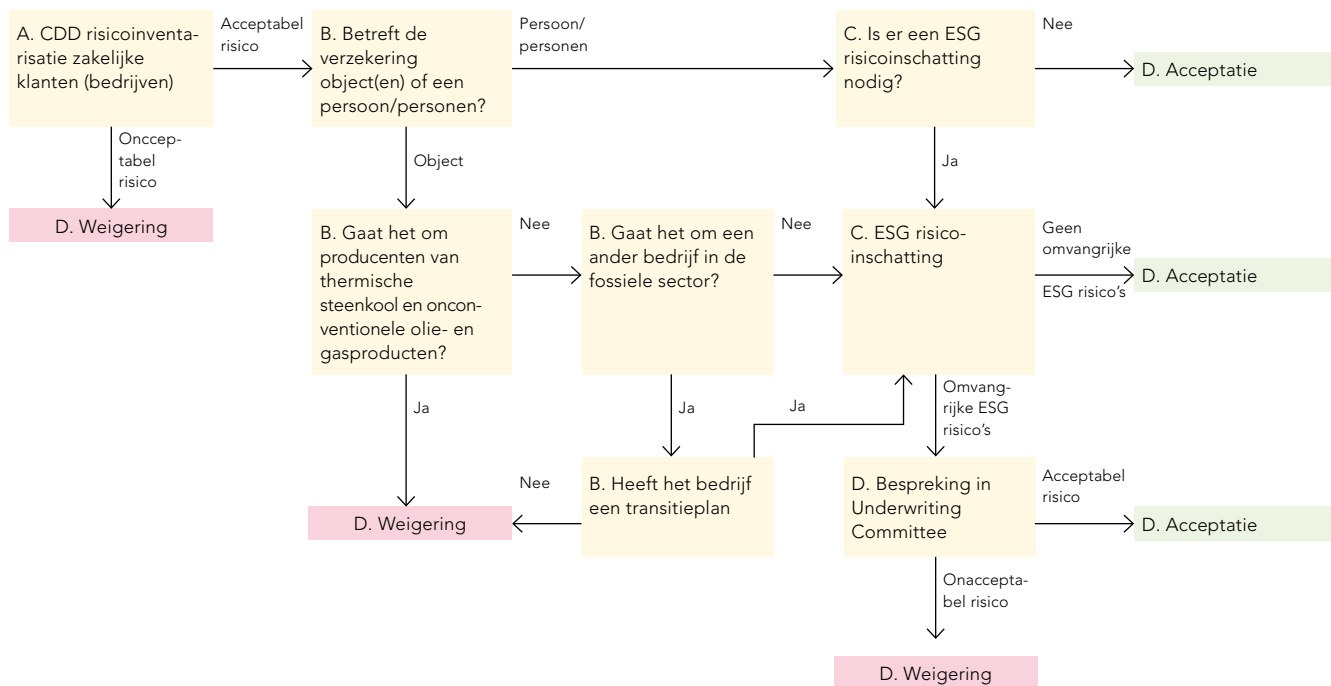 A. CDD risicoinventa-
risatie zakelijke
klanten (bedrijven)
Acceptabel
risico
B. Betreft de
verzekering
object(en) of een
persoon/personen?
Persoon/
personen
C. Is er een ESG
risicoinschatting
nodig?
Nee
D. Acceptatie
Oncccep-
tabel
risico
Object
Ja
D. Weigering
B. Gaat het om
producenten van
thermische
steenkool en oncon-
ventionele olie- en
gasproducten?
Nee
B. Gaat het om een
ander bedrijf in de
fossiele sector?
Nee
C. ESG risico-
inschatting
Geen
omvangrijke
ESG risico's
D. Acceptatie
Ja
Ja
Ja
Omvang-
rijke ESG
risico's
D. Weigering
Nee
B. Heeft het bedrijf
een transitieplan
D. Bespreking in
Underwriting
Committee
Acceptabel
risico
D. Acceptatie
Onaccepta-
bel risico
D. Weigering